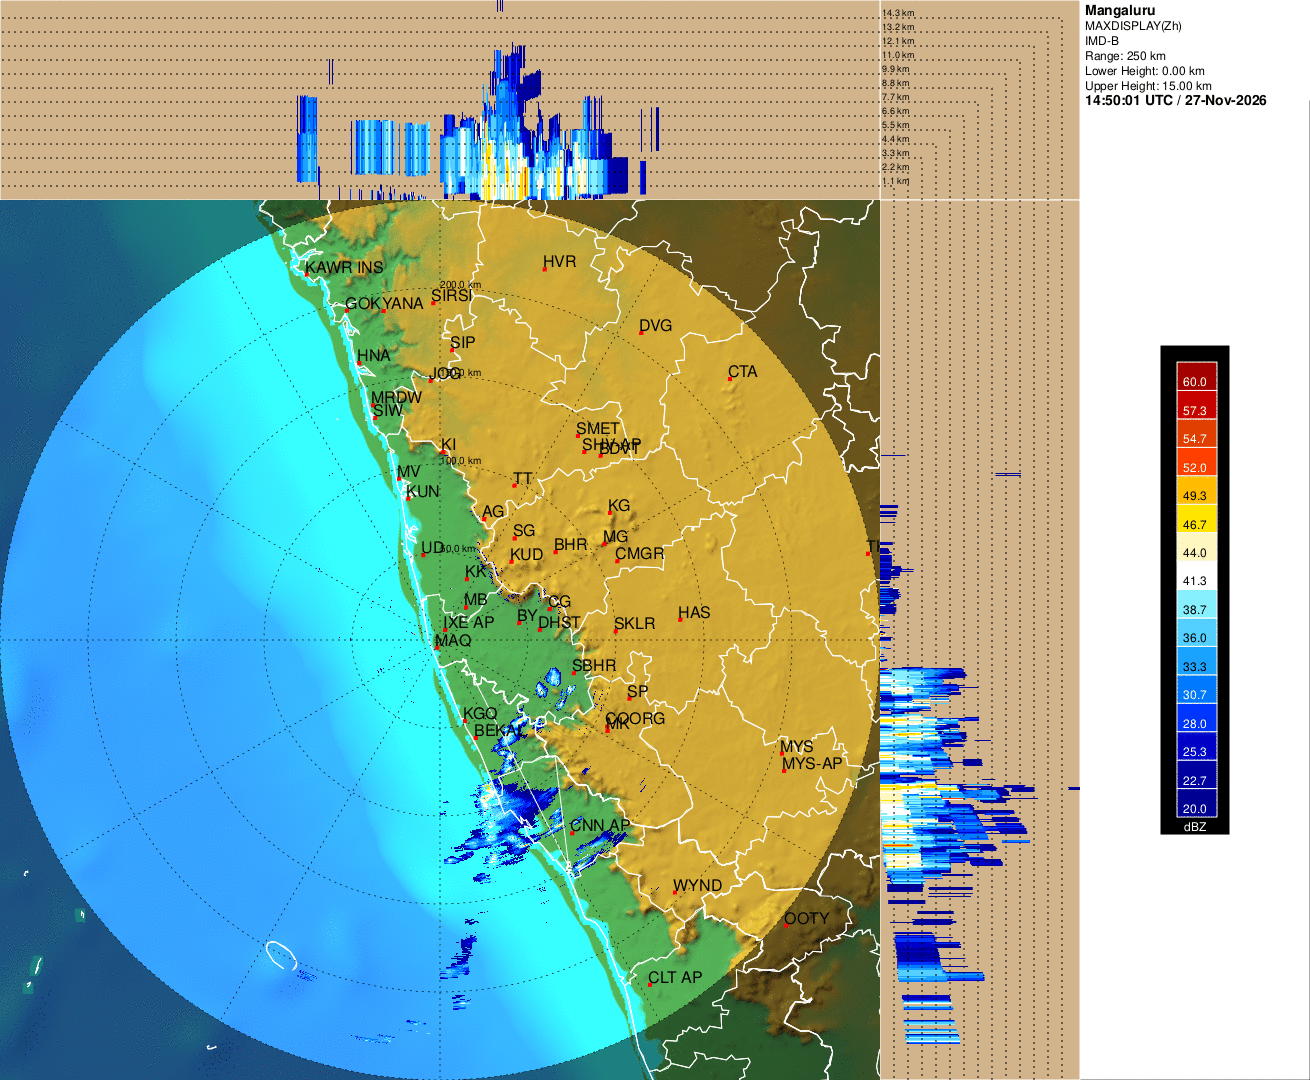 Mangaluru
MAXDISPLAY(Zh)
IMD-B
Range: 250 km
Lower Height: 0.00 km
Upper Height: 15.00 km
14:50:01 UTC / 27-Nov-2026
14.3 km
13.2 km
12.1 km
11.0 km
9.9 km
8.8 km
7.7 km
6.6 km
5.5 km
4.4 km
3.3 km
2.2 km
1.1 km
KAWR INS
HVR
200.0 km
SIRSI
GOKYANA
DVG
SIP
HNA
JOG
CTA
MRDW
SIW
SMET
SHV-AP
BDVT
KI
100.0 km
MV
TT
KUN
AG
KG
SG
MG
UD
50.0 km
KUD
BHR
CMGR
KK
MB
CG
BY
DHST
IXE AP
SKLR
HAS
MAQ
SBHR
SP
KGQ
COORG
MK
BEKAL
MYS
MYS-AP
CNN AP
WYND
OOTY
CLT AP
60.0
57.3
54.7
52.0
49.3
46.7
44.0
41.3
38.7
36.0
33.3
30.7
28.0
25.3
22.7
20.0
dBZ